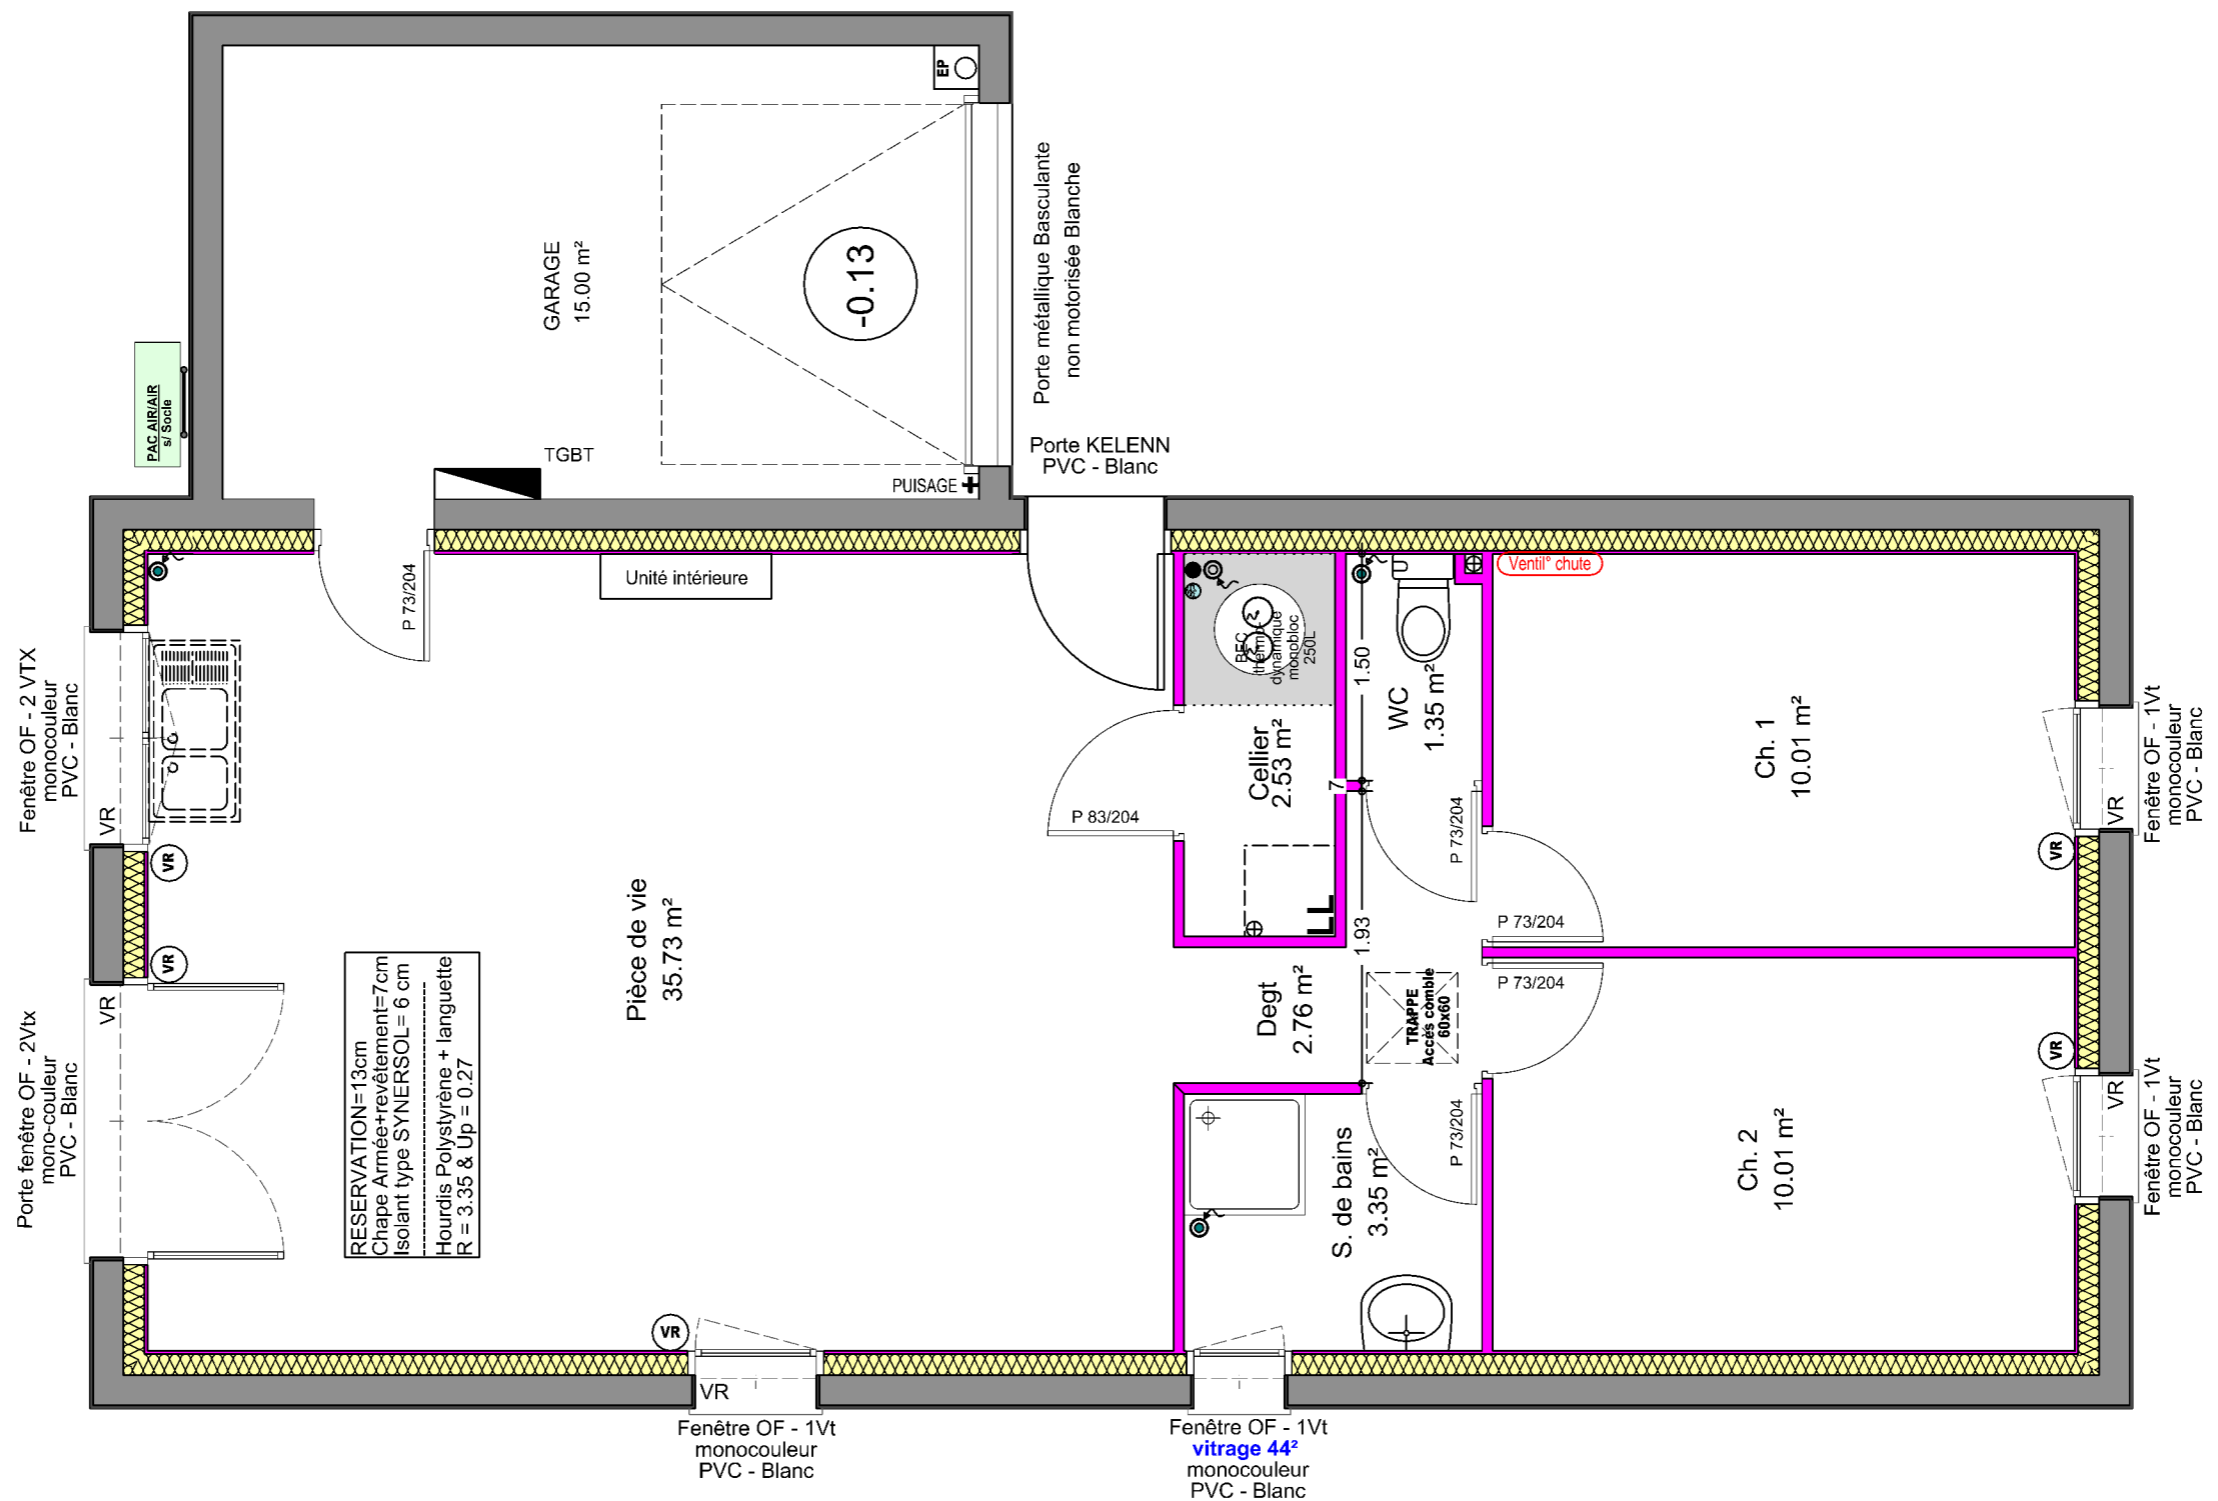 EP
GARAGE
15.00 m²
-0.13
Porte métallique Basculante
non motorisée Blanche
PAC AIR/AIR
s/ Socle
TGBT
PUISAGE
Porte KELENN
PVC - Blanc
P 73/204
Unité intérieure
BEC
thermo-
dynamique
monobloc
250L
Ventil° chute
1.50
WC
1.35 m²
Cellier
2.53 m²
7
P 83/204
P 73/204
LL
1.93
Ch. 1
10.01 m²
P 73/204
P 73/204
Fenêtre OF - 2 VTX
monocouleur
PVC - Blanc
VR
VR
VR
VR
Porte fenêtre OF - 2Vtx
mono-couleur
PVC - Blanc
RESERVATION=13cm
Chape Armée+revêtement=7cm
Isolant type SYNERSOL= 6 cm
Hourdis Polystyrène + languette
R = 3.35 & Up = 0.27
Pièce de vie
35.73 m²
Degt
2.76 m²
TRAPPE
Accès comble
60x60
P 73/204
S. de bains
3.35 m²
Ch. 2
10.01 m²
VR
VR
Fenêtre OF - 1Vt
monocouleur
PVC - Blanc
VR
VR
Fenêtre OF - 1Vt
monocouleur
PVC - Blanc
VR
VR
Fenêtre OF - 1Vt
monocouleur
PVC - Blanc
Fenêtre OF - 1Vt
vitrage 44²
monocouleur
PVC - Blanc